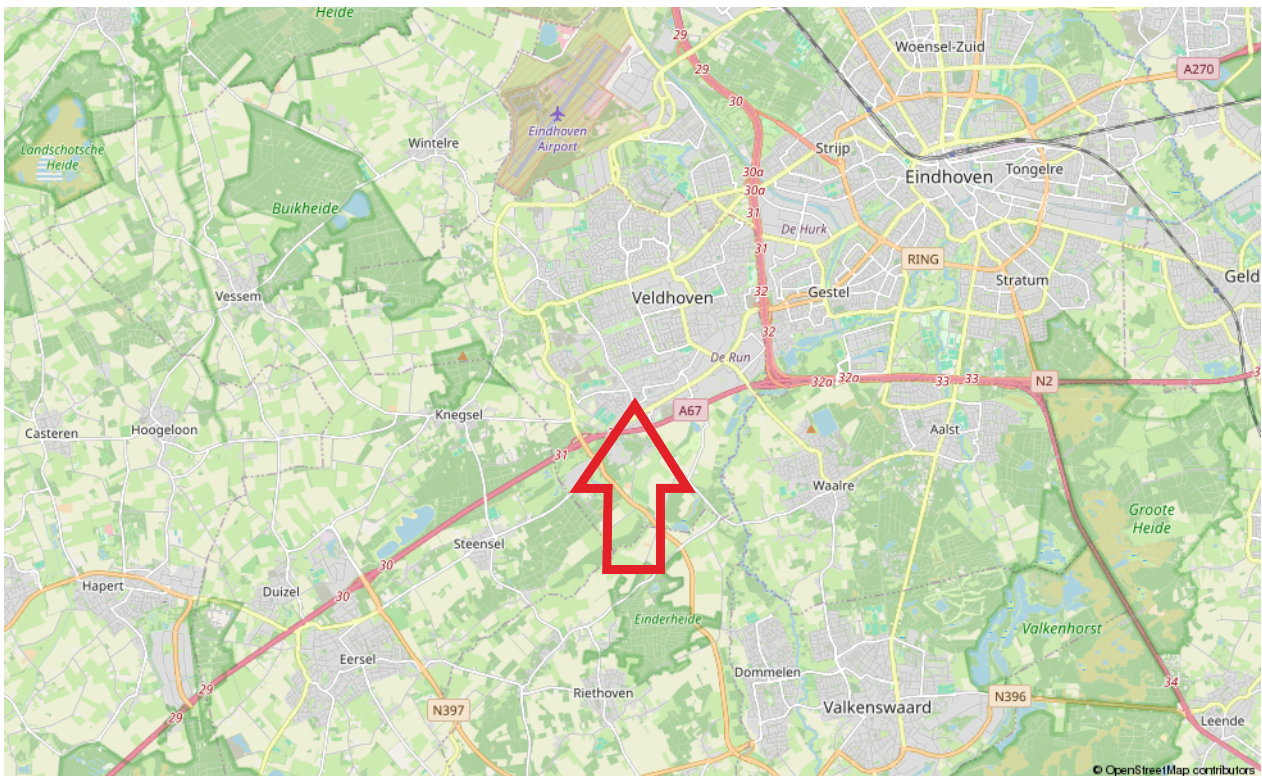 Heide
29
Woensel-Zuid
29
A270
30
Eindhoven
Airport
Landschotsche
Heide
Wintelre
Strijp
Tongelre
30a
Eindhoven
30a
Buikheide
31
De Hurk
31
RING
Geld
Stratum
Vessem
Veldhoven
32
Gestel
32
De Run
32a
32a
33
33
N2
A67
Knegsel
Casteren
Hoogeloon
Aalst
31
Waalre
Groote
Heide
Steensel
30
Hapert
Duizel
30
Einderheide
Valkenhorst
Eersel
Dommelen
34
29
Riethoven
N396
N397
Valkenswaard
29
Leende
© OpenStreetMap contributors